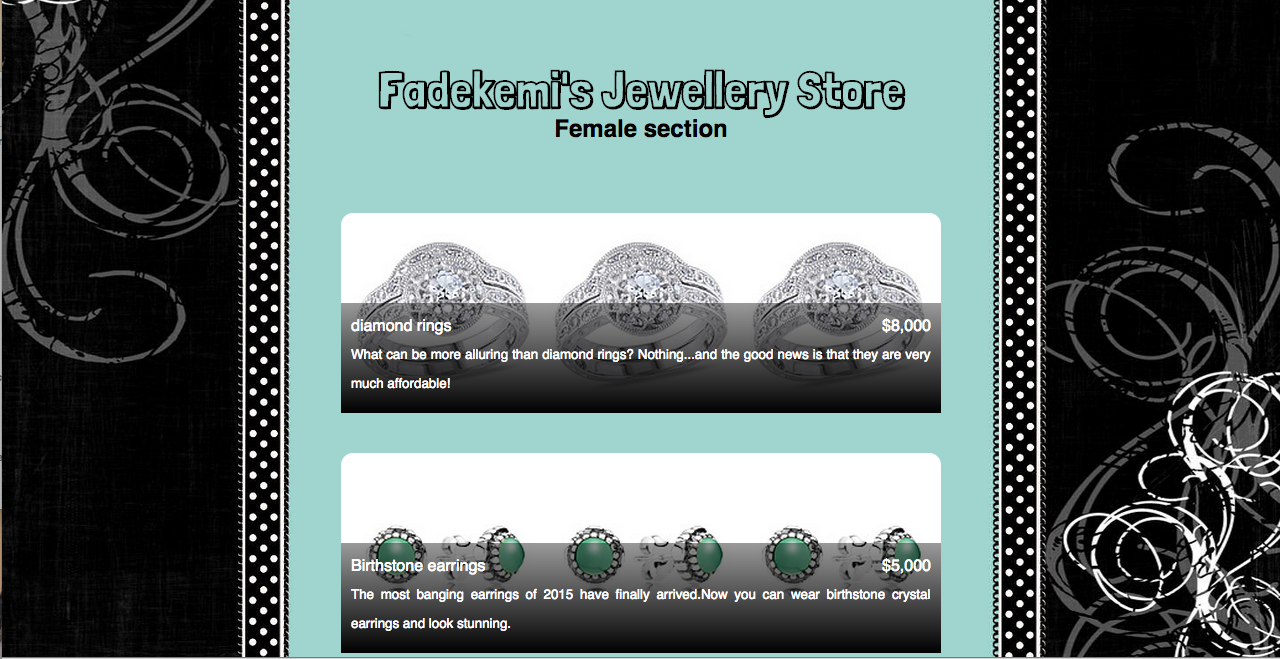 Fadekemi's Jewellery Store
Female section
diamond rings $8,000
What can be more alluring than diamond rings? Nothing...and the good news is that they are very
much affordable!
Birthstone earrings $5,000
The most banging earrings of 2015 have finally arrived.Now you can wear birthstone crystal
earrings and look stunning.